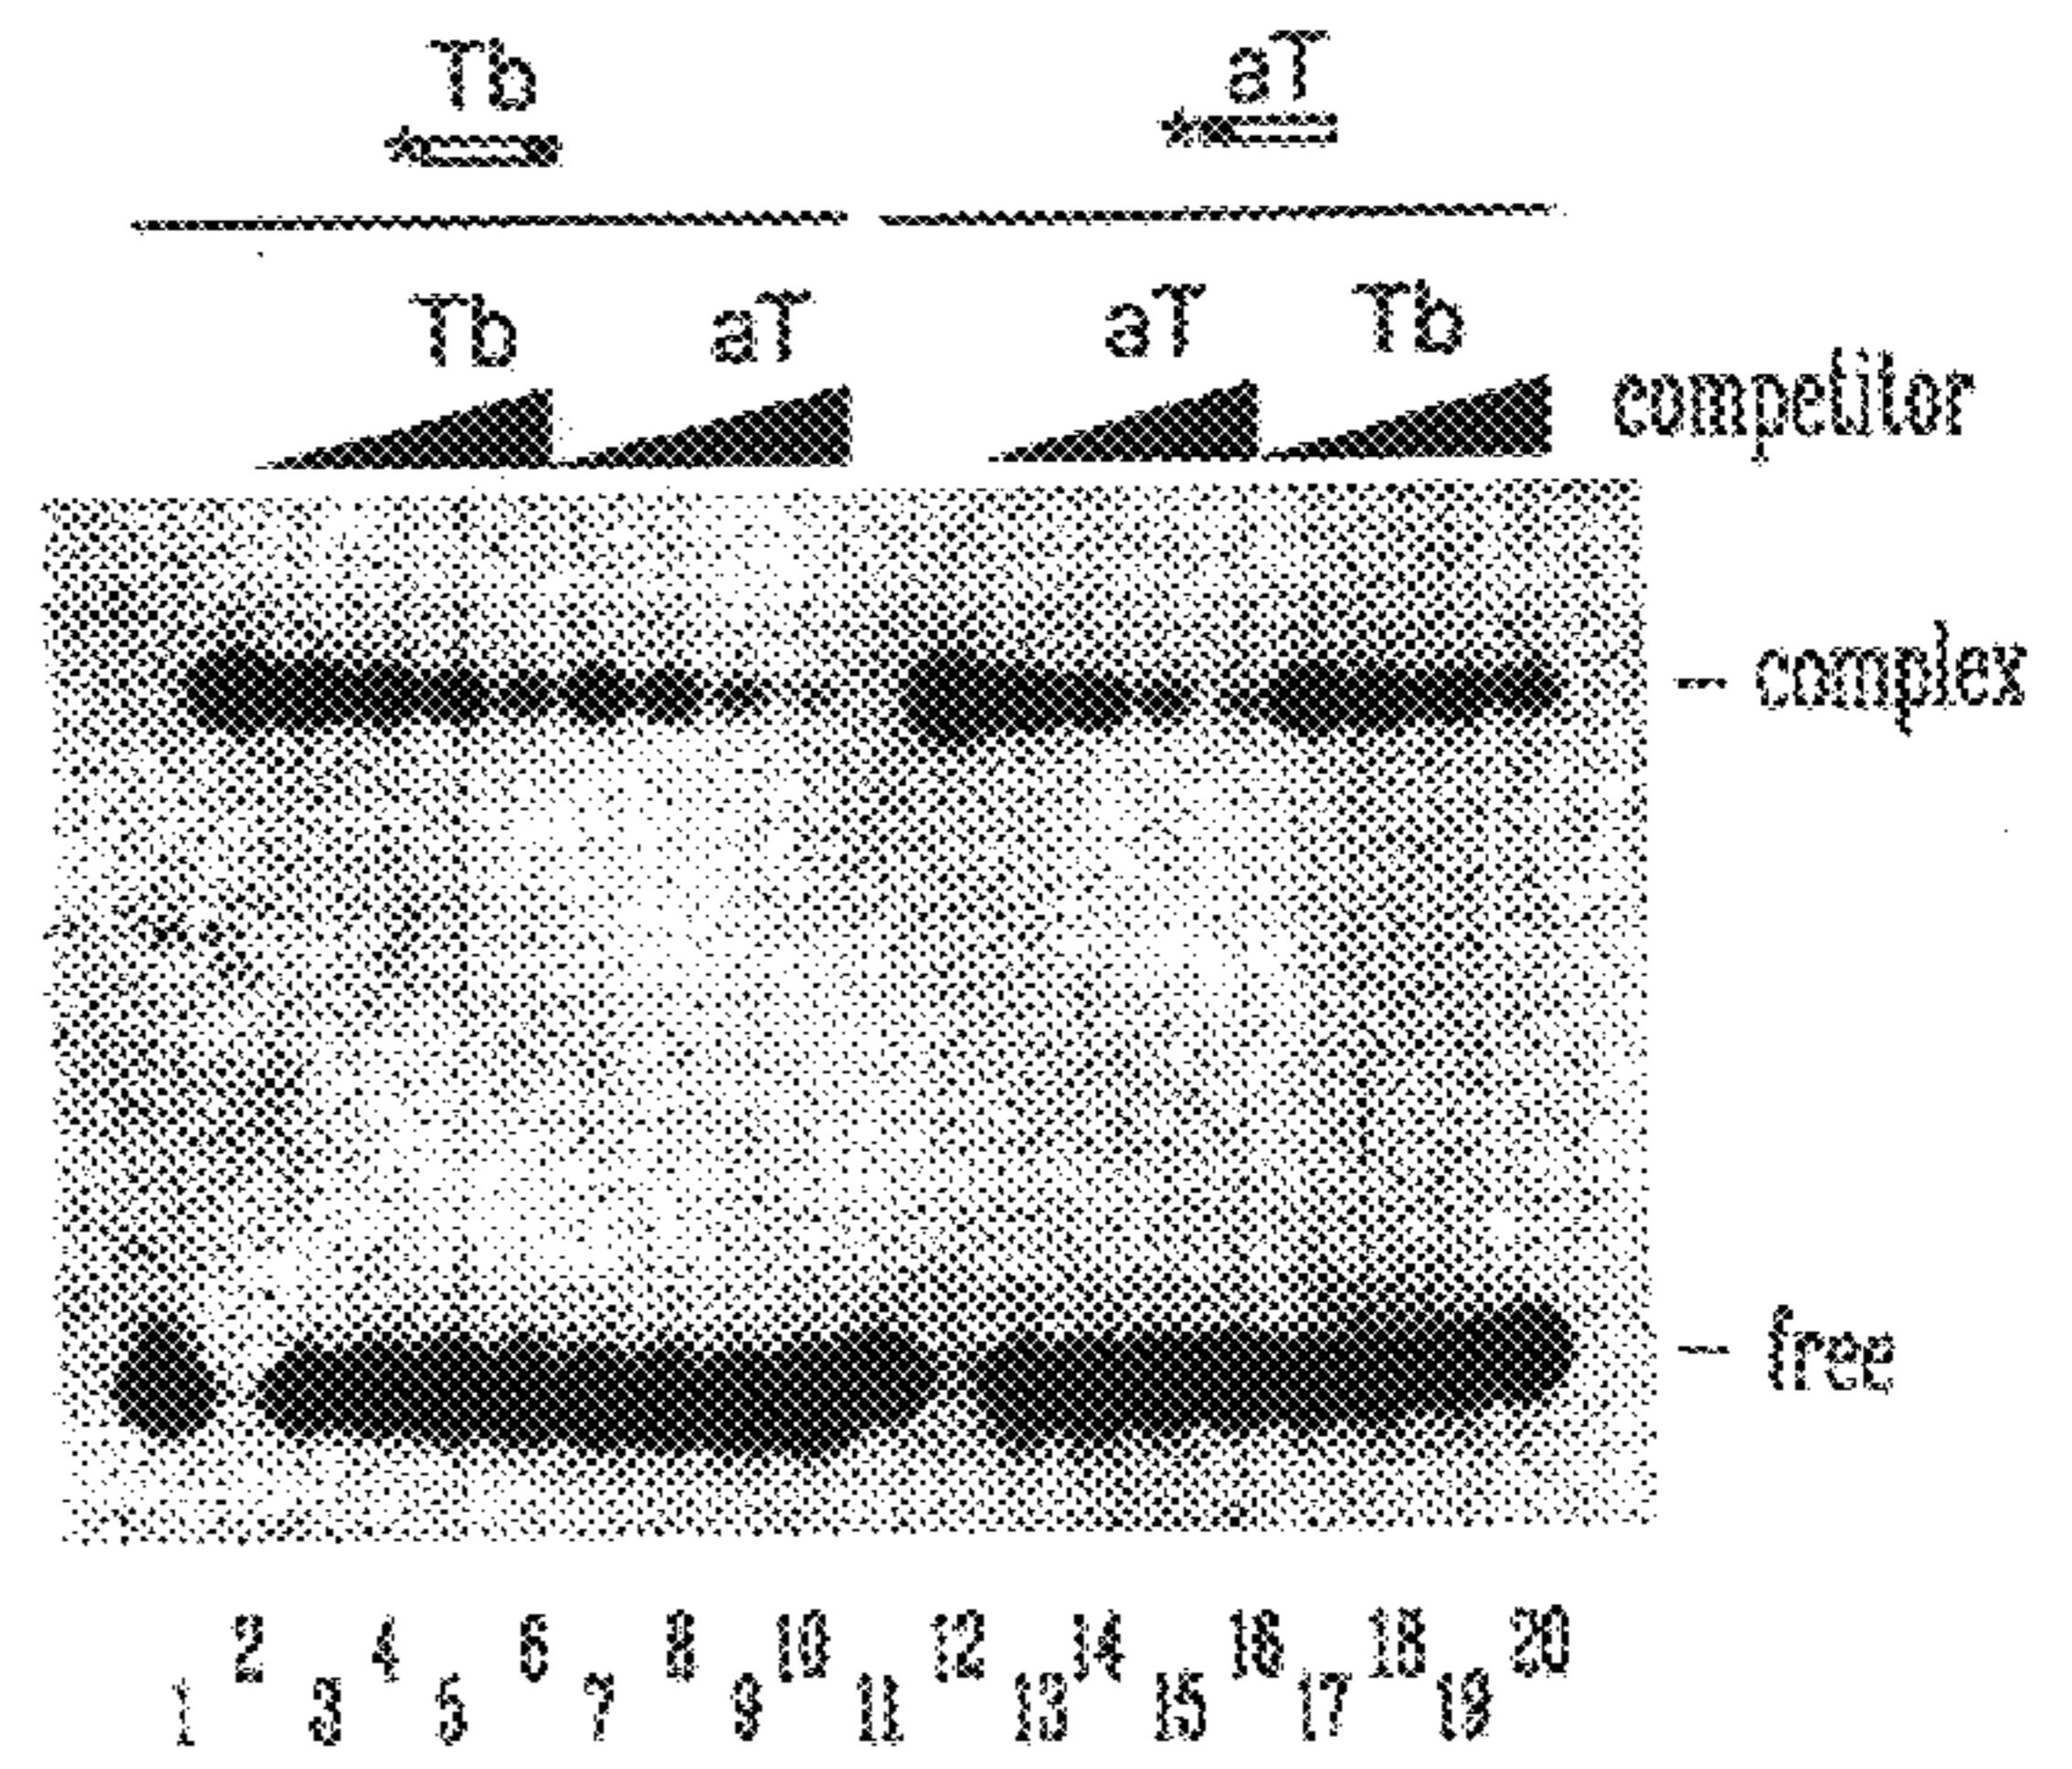 Tb aT
* *
Tb aT aT Tb
competitor
- complex
- free
2 4 6 8 10 12 14 16 18 20
1 3 5 7 9 11 13 15 17 19